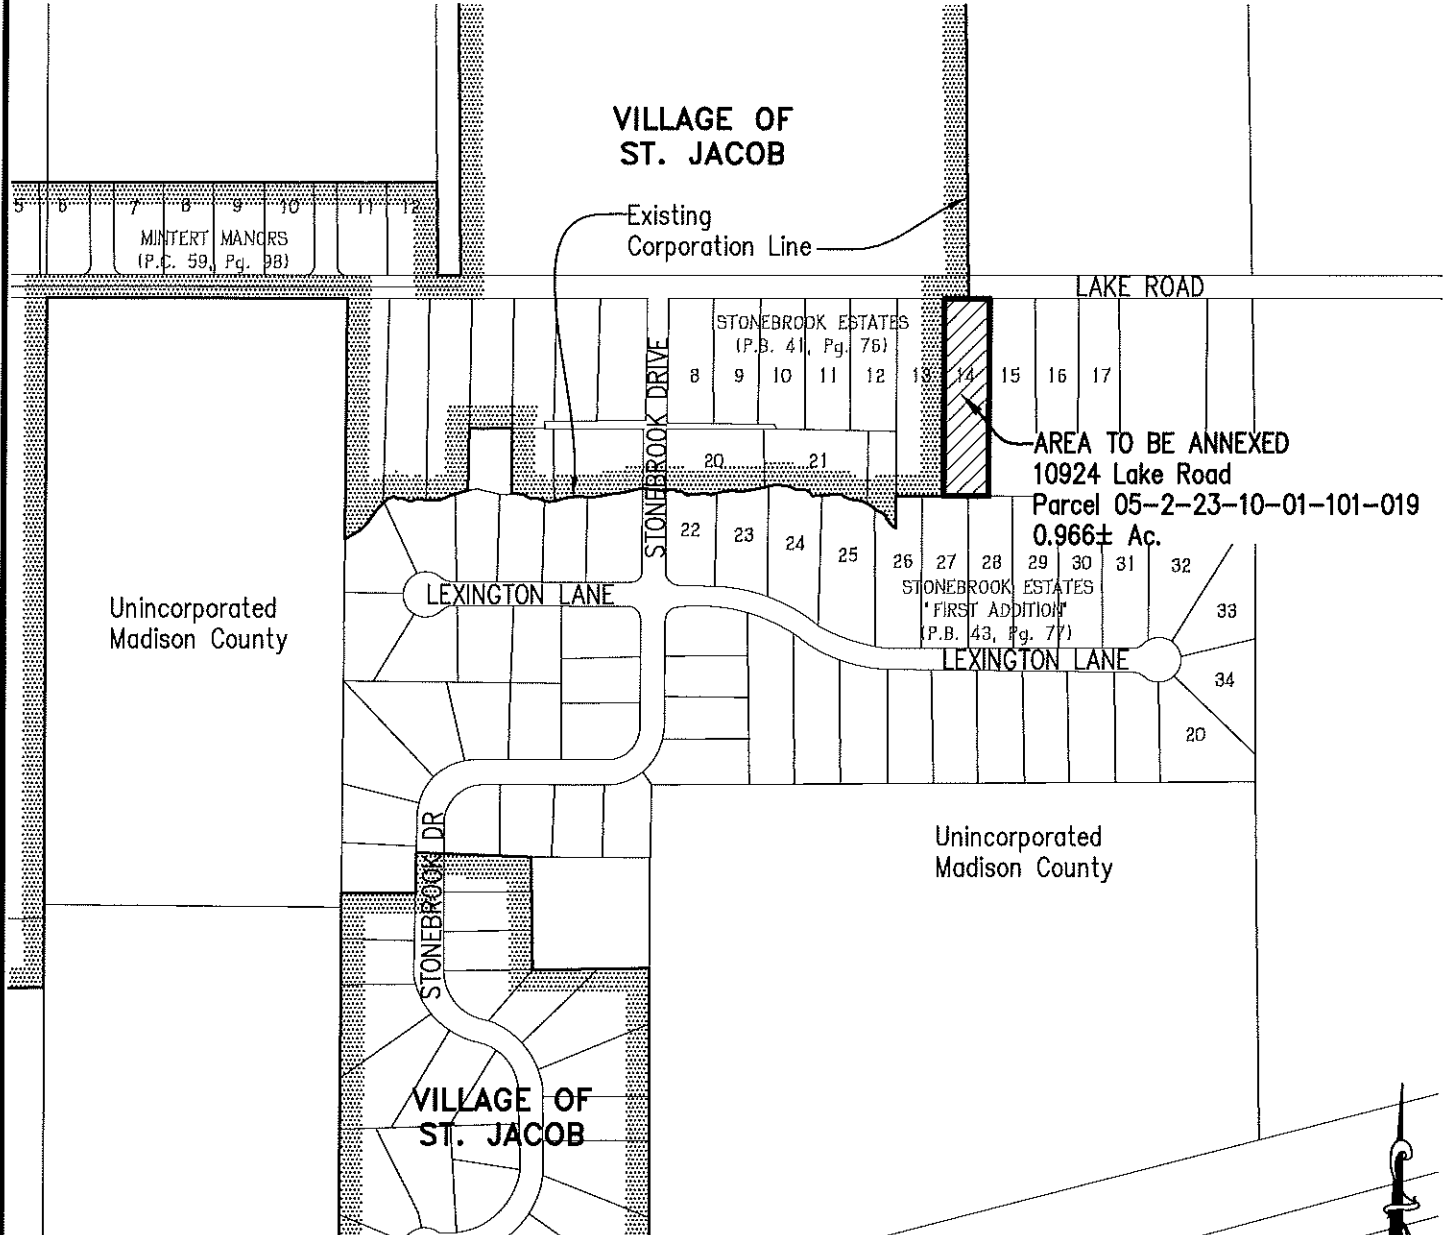 VILLAGE OF
ST. JACOB
Existing
Corporation Line
5 6 7 8 9 10 11 12
MINTERT MANORS
(P.C. 59, Pg. 98)
LAKE ROAD
STONEBROOK ESTATES
(P.B. 41, Pg. 76)
8 9 10 11 12 13 14 15 16 17
STONEBROOK DRIVE
AREA TO BE ANNEXED
10924 Lake Road
Parcel 05-2-23-10-01-101-019
0.966± Ac.
20 21
22 23 24 25 26 27 28 29 30 31 32
STONEBROOK ESTATES
"FIRST ADDITION"
(P.B. 43, Pg. 77)
33
LEXINGTON LANE
LEXINGTON LANE
34
20
Unincorporated
Madison County
Unincorporated
Madison County
STONEBROOK DR
VILLAGE OF
ST. JACOB